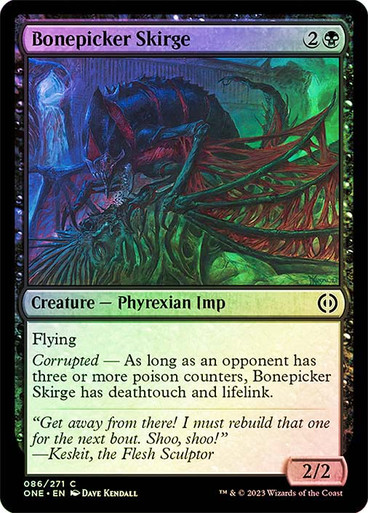 Bonepicker Skirge 2
Creature — Phyrexian Imp
Flying
Corrupted — As long as an opponent has
three or more poison counters, Bonepicker
Skirge has deathtouch and lifelink.
“Get away from there! I must rebuild that one
for the next bout. Shoo, shoo!”
—Keskit, the Flesh Sculptor
2/2
086/271 C
ONE • EN DAVE KENDALL
™ & © 2023 Wizards of the Coast